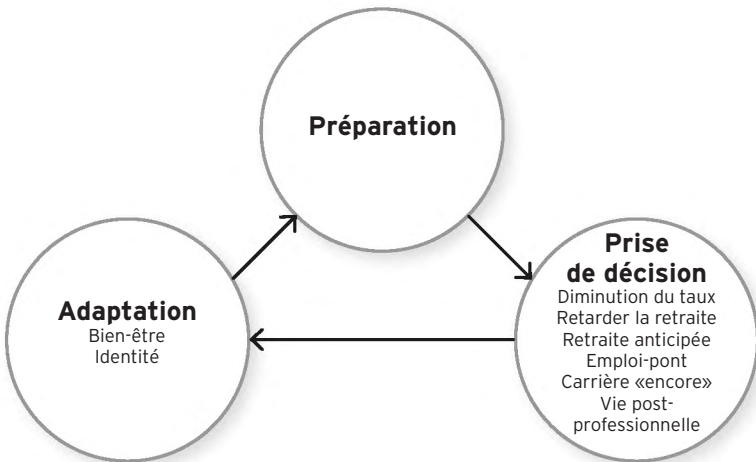 Préparation
Adaptation
Bien-être
Identité
Prise
de décision
Diminution du taux
Retarder la retraite
Retraite anticipée
Emploi-pont
Carrière «encore»
Vie post-
professionnelle